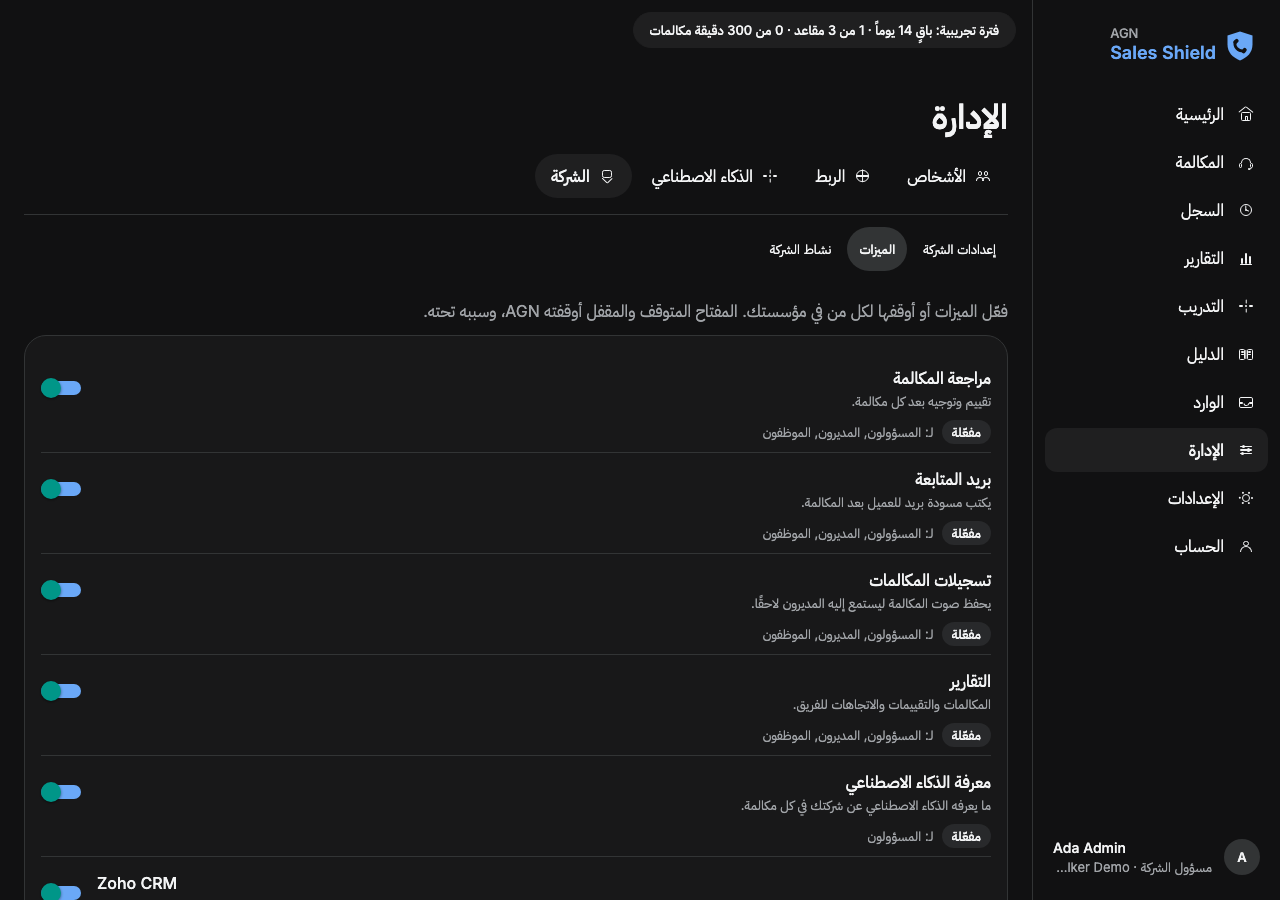 AGN
Sales Shield
الرئيسية
المكالمة
السجل
التقارير
التدريب
الدليل
الوارد
الإدارة
الإعدادات
الحساب
A
Ada Admin
مسؤول الشركة · lker Demo...
فترة تجريبية: باقٍ 14 يوماً · 1 من 3 مقاعد · 0 من 300 دقيقة مكالمات
الإدارة
الأشخاص
الربط
الذكاء الاصطناعي
الشركة
إعدادات الشركة
الميزات
نشاط الشركة
فعّل الميزات أو أوقفها لكل من في مؤسستك. المفتاح المتوقف والمقفل أوقفته AGN، وسببه تحته.
مراجعة المكالمة
تقييم وتوجيه بعد كل مكالمة.
مفعّلة لـ: المسؤولون, المديرون, الموظفون
بريد المتابعة
يكتب مسودة بريد للعميل بعد المكالمة.
مفعّلة لـ: المسؤولون, المديرون, الموظفون
تسجيلات المكالمات
يحفظ صوت المكالمة ليستمع إليه المديرون لاحقًا.
مفعّلة لـ: المسؤولون, المديرون, الموظفون
التقارير
المكالمات والتقييمات والاتجاهات للفريق.
مفعّلة لـ: المسؤولون, المديرون, الموظفون
معرفة الذكاء الاصطناعي
ما يعرفه الذكاء الاصطناعي عن شركتك في كل مكالمة.
مفعّلة لـ: المسؤولون
Zoho CRM